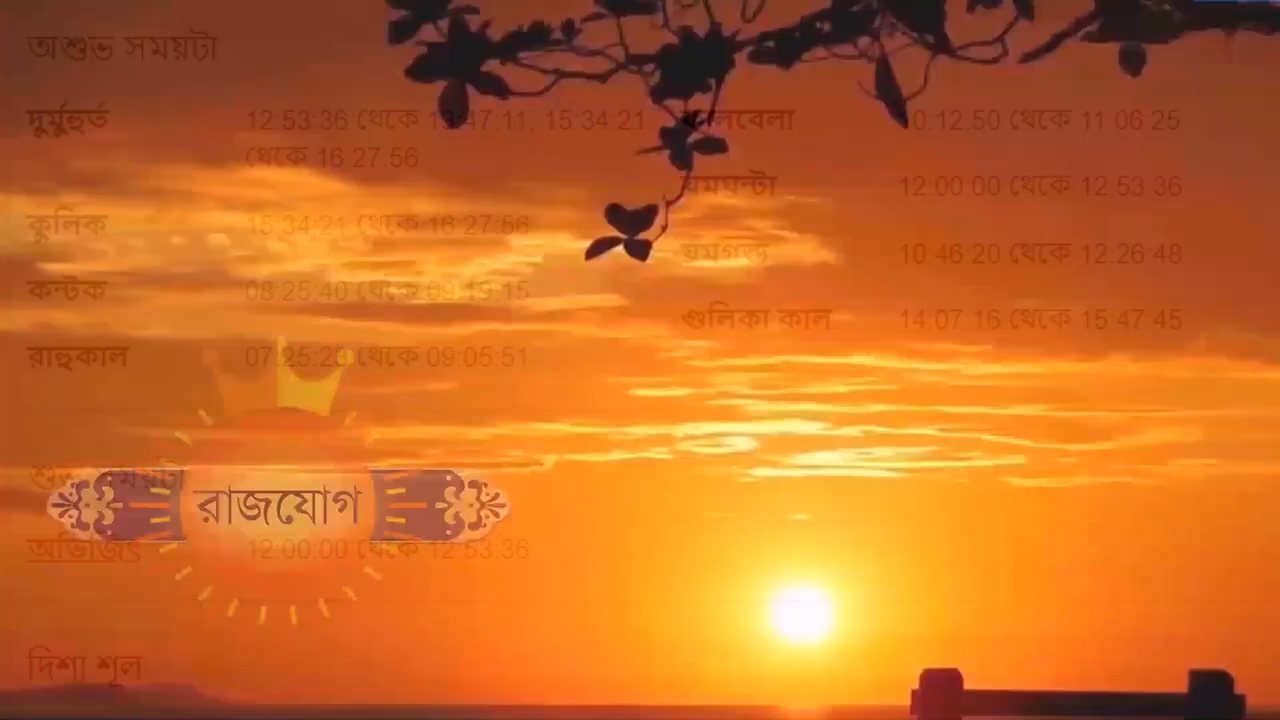 অশুভ সময়টা
দুর্মুহুর্ত 12:53:36 থেকে 13:47:11, 15:34:21 থেকে 16:27:56
কুলিক 15:34:21 থেকে 16:27:56
কন্টক 08:25:40 থেকে 09:19:15
রাহুকাল 07:25:23 থেকে 09:05:51
10:12:50 থেকে 11:06:25
যমঘন্টা 12:00:00 থেকে 12:53:36
যমগন্ড 10:46:20 থেকে 12:26:48
গুলিকা কাল 14:07:16 থেকে 15:47:45
রাজযোগ
অভিজিৎ 12:00:00 থেকে 12:53:36
দিশা শূল